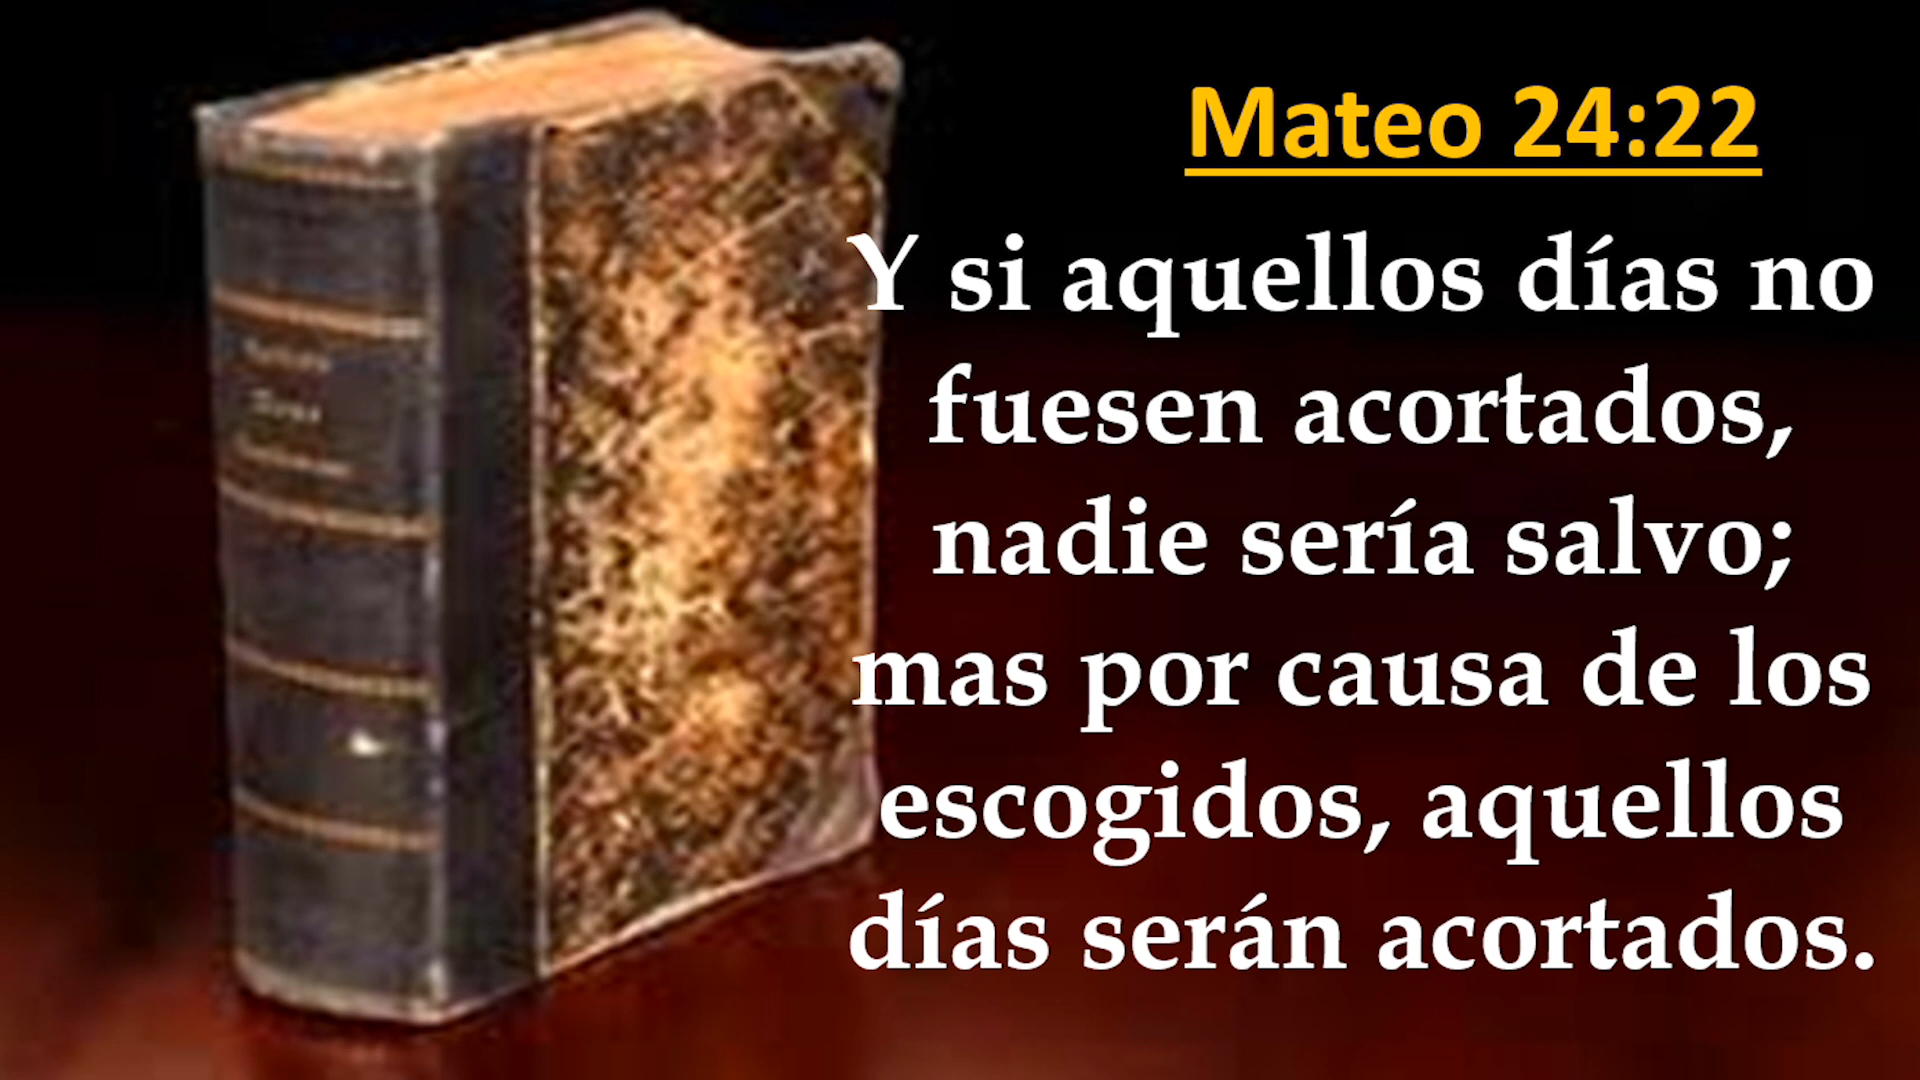 Mateo 24:22
Y si aquellos días no
fuesen acortados,
nadie sería salvo;
mas por causa de los
escogidos, aquellos
días serán acortados.